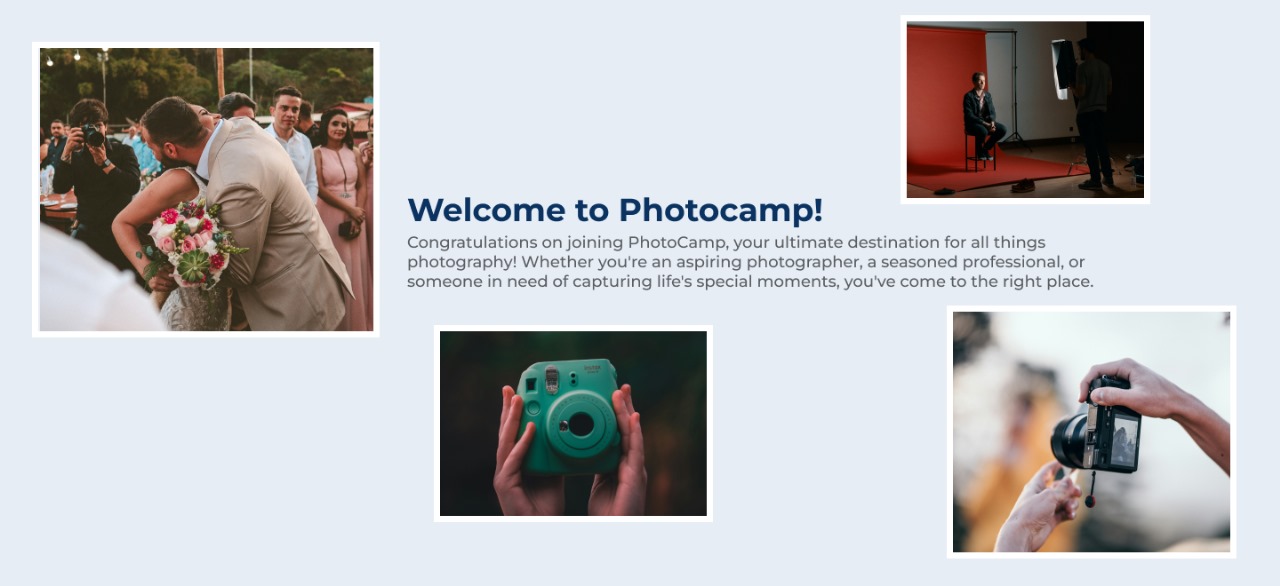 Welcome to Photocamp!
Congratulations on joining PhotoCamp, your ultimate destination for all things
photography! Whether you're an aspiring photographer, a seasoned professional, or
someone in need of capturing life's special moments, you've come to the right place.